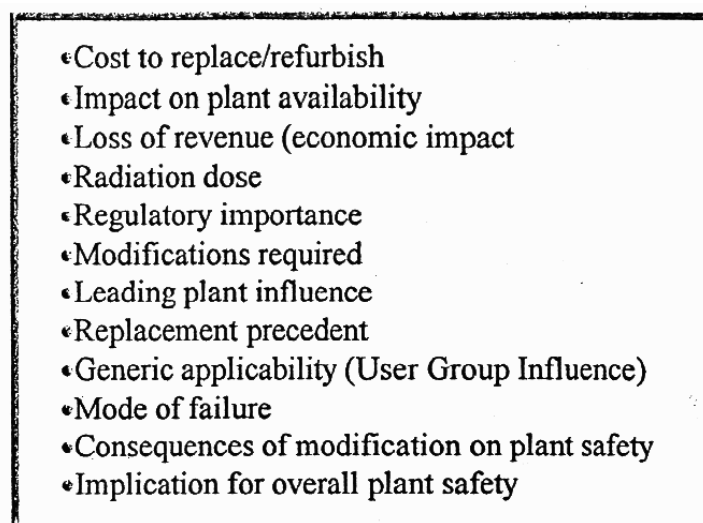 •Cost to replace/refurbish
•Impact on plant availability
•Loss of revenue (economic impact
•Radiation dose
•Regulatory importance
•Modifications required
•Leading plant influence
•Replacement precedent
•Generic applicability (User Group Influence)
•Mode of failure
•Consequences of modification on plant safety
•Implication for overall plant safety